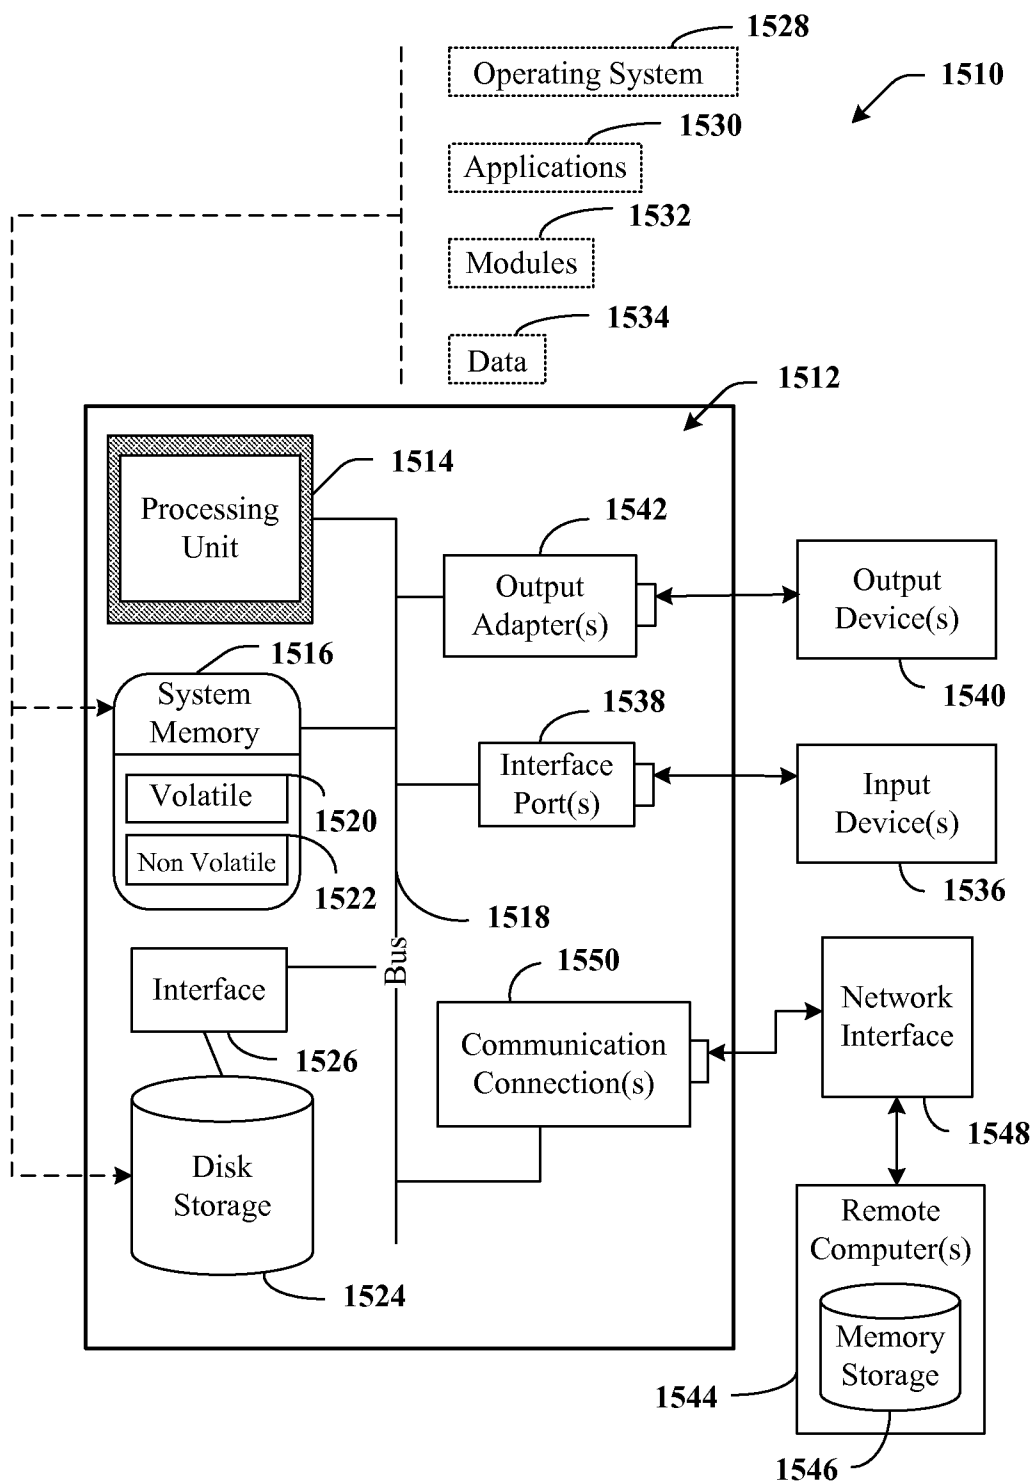 1528
Operating System
1510
1530
Applications
1532
Modules
1534
Data
1512
1514
Processing
Unit
1542
Output
Adapter(s)
Output
Device(s)
1540
1516
System
Memory
1538
Interface
Port(s)
Input
Device(s)
1536
Volatile
1520
Non Volatile
1522
1518
Bus
1550
Interface
1526
Communication
Connection(s)
Network
Interface
1548
Disk
Storage
1524
Remote
Computer(s)
Memory
Storage
1544
1546